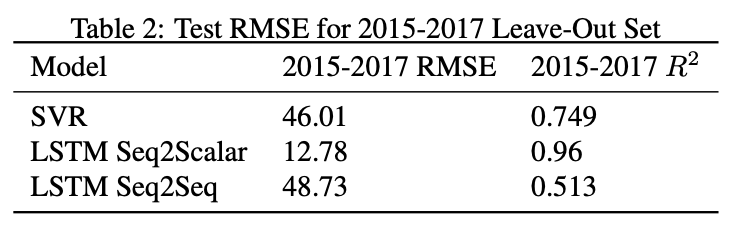 Table 2: Test RMSE for 2015-2017 Leave-Out Set
Model 2015-2017 RMSE 2015-2017 R²
SVR 46.01 0.749
LSTM Seq2Scalar 12.78 0.96
LSTM Seq2Seq 48.73 0.513